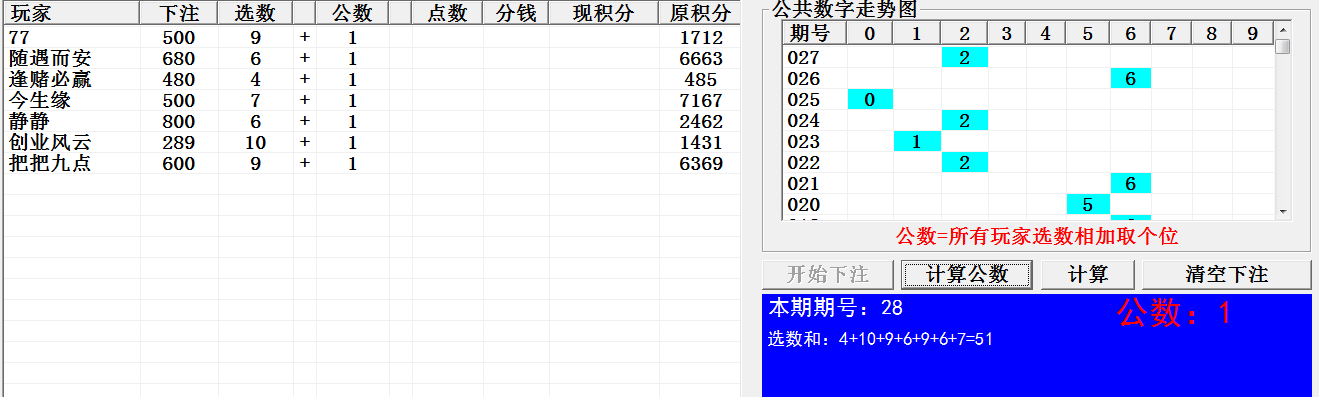 玩家 下注 选数 公数 点数 分钱 现积分 原积分
77 500 9 + 1 1712
随遇而安 680 6 + 1 6663
逢赌必赢 480 4 + 1 485
今生缘 500 7 + 1 7167
静静 800 6 + 1 2462
创业风云 289 10 + 1 1431
把把九点 600 9 + 1 6369
公共数字走势图
期号 0 1 2 3 4 5 6 7 8 9
027 2
026 6
025 0
024 2
023 1
022 2
021 6
020 5
公数=所有玩家选数相加取个位
开始下注 计算公数 计算 清空下注
本期期号：28
公数：1
选数和：4+10+9+6+9+6+7=51